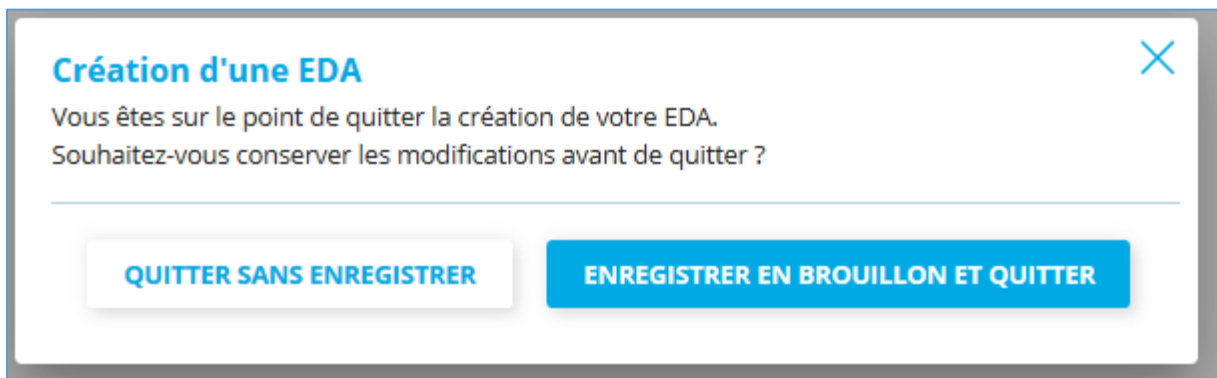 Création d'une EDA
Vous êtes sur le point de quitter la création de votre EDA.
Souhaitez-vous conserver les modifications avant de quitter ?
QUITTER SANS ENREGISTRER
ENREGISTRER EN BROUILLON ET QUITTER